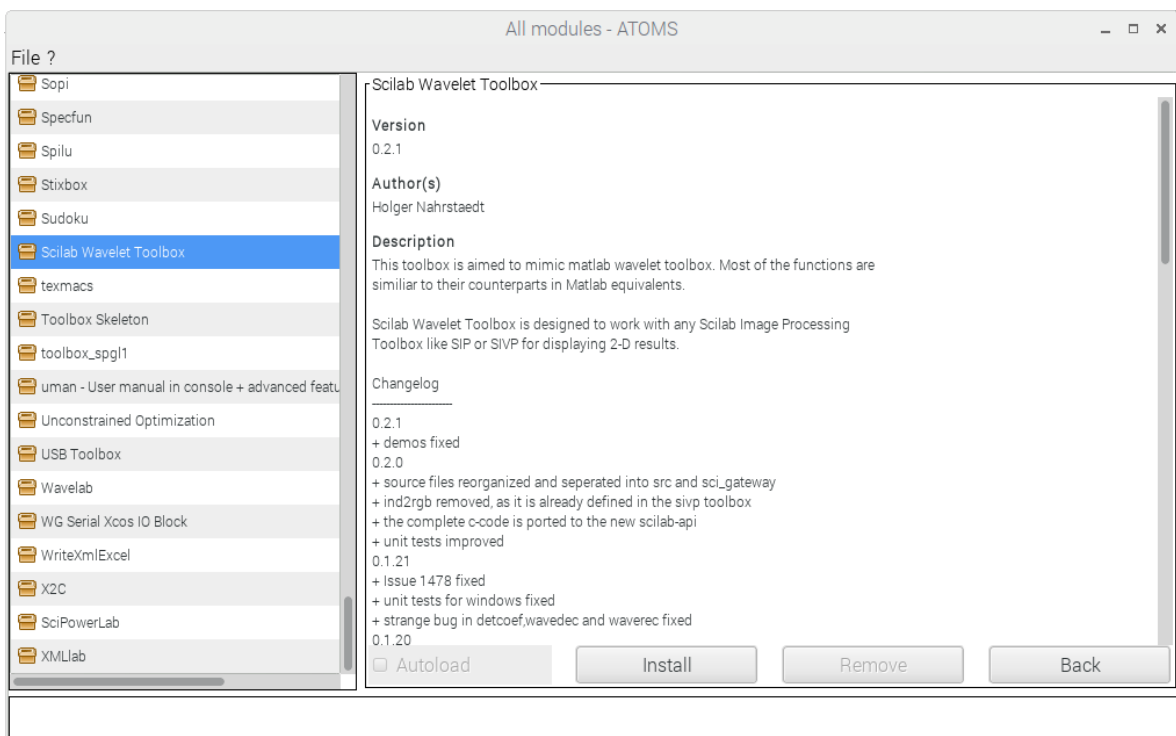 All modules - ATOMS
File ?
Sopi
Specfun
Spilu
Stixbox
Sudoku
Scilab Wavelet Toolbox
texmacs
Toolbox Skeleton
toolbox_spgl1
uman - User manual in console + advanced featu
Unconstrained Optimization
USB Toolbox
Wavelab
WG Serial Xcos IO Block
WriteXmlExcel
X2C
SciPowerLab
XMLlab
Scilab Wavelet Toolbox
Version
0.2.1
Author(s)
Holger Nahrstaedt
Description
This toolbox is aimed to mimic matlab wavelet toolbox. Most of the functions are
similiar to their counterparts in Matlab equivalents.
Scilab Wavelet Toolbox is designed to work with any Scilab Image Processing
Toolbox like SIP or SIVP for displaying 2-D results.
Changelog
--------------------
0.2.1
+ demos fixed
0.2.0
+ source files reorganized and seperated into src and sci_gateway
+ ind2rgb removed, as it is already defined in the sivp toolbox
+ the complete c-code is ported to the new scilab-api
+ unit tests improved
0.1.21
+ Issue 1478 fixed
+ unit tests for windows fixed
+ strange bug in detcoef,wavedec and waverec fixed
0.1.20
Autoload
Install
Remove
Back